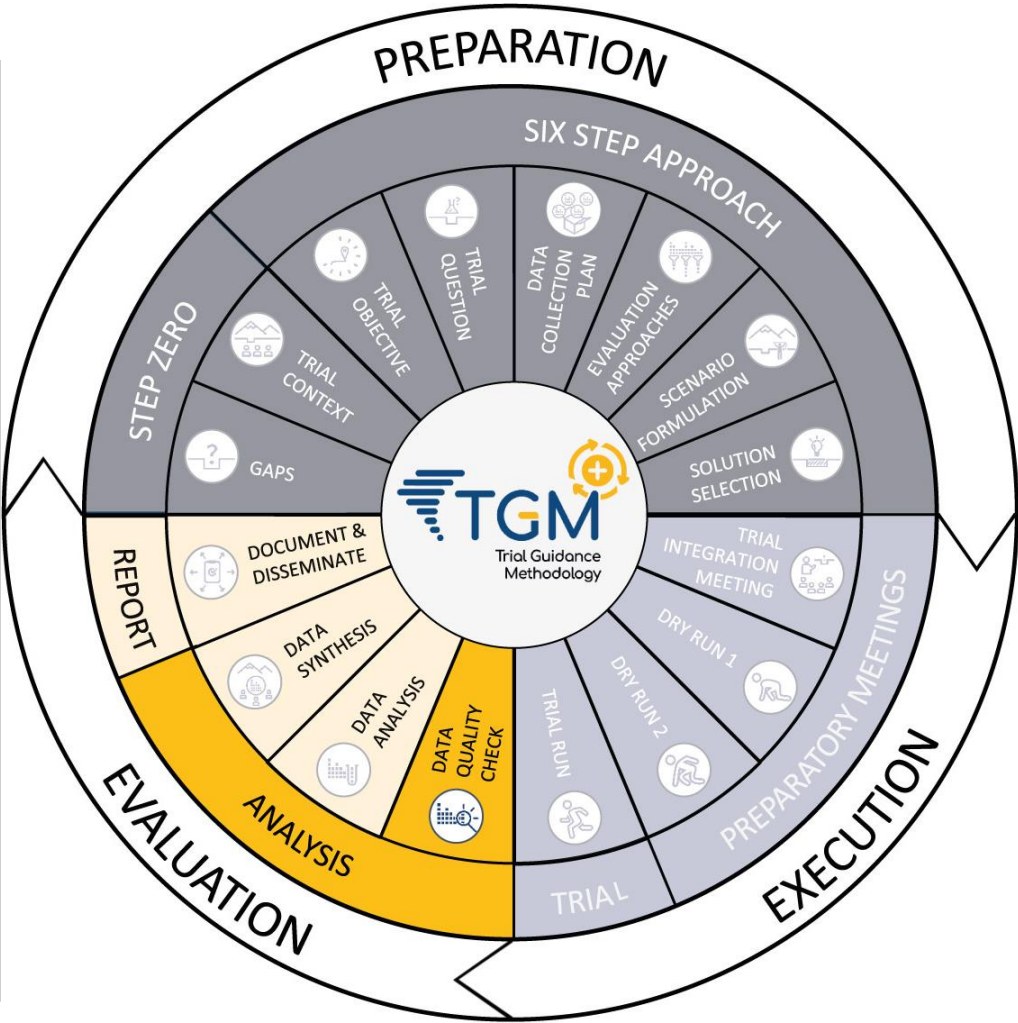 PREPARATION
SIX STEP APPROACH
STEP ZERO
GAPS
TRIAL
CONTEXT
TRIAL
OBJECTIVE
TRIAL
QUESTION
DATA
COLLECTION
PLAN
EVALUATION
APPROACHES
SCENARIO
FORMULATION
SOLUTION
SELECTION
TGM
Trial Guidance
Methodology
EXECUTION
PREPARATORY MEETINGS
TRIAL
INTEGRATION
MEETING
DRY RUN 1
DRY RUN 2
TRIAL
TRIAL RUN
EVALUATION
ANALYSIS
DATA
QUALITY
CHECK
DATA
ANALYSIS
DATA
SYNTHESIS
REPORT
DOCUMENT &
DISSEMINATE